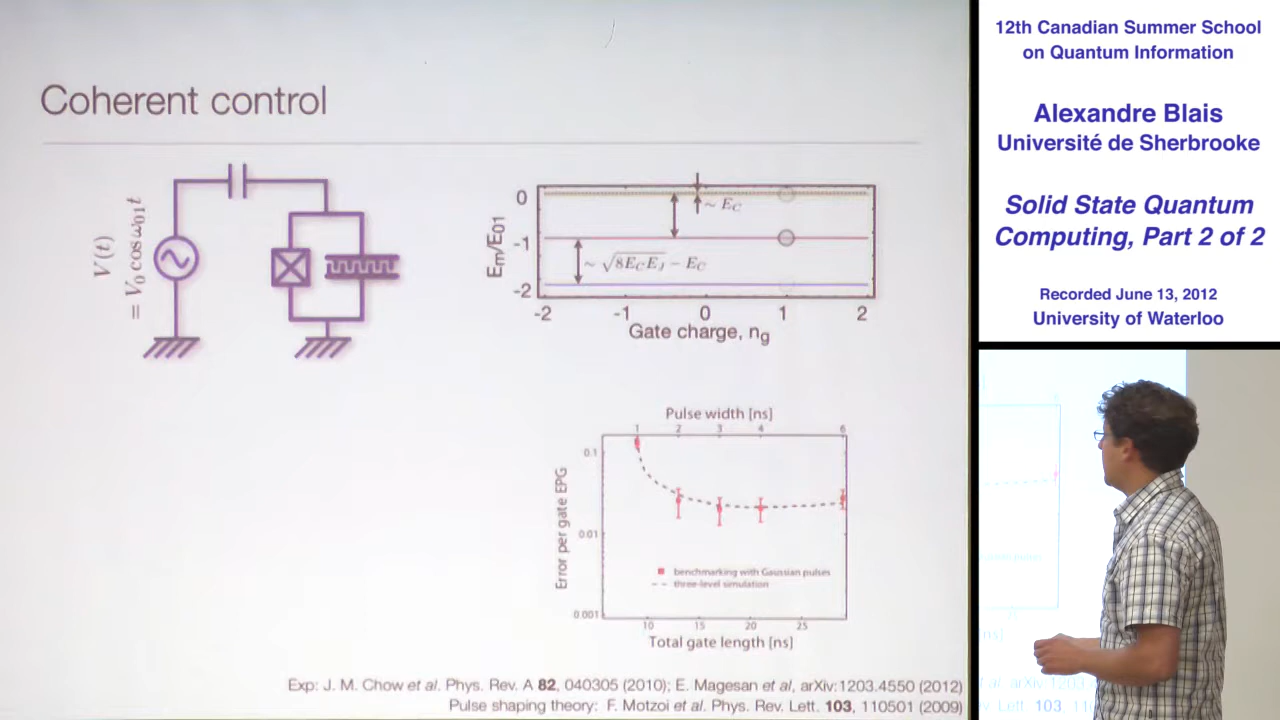 Coherent control
V(t)
= V₀ cos ω₀₁t
Eₘ/E₀₁
0
-1
-2
~ E_C
~ √8E_CE_J − E_C
-2
-1
0
1
2
Gate charge, n_g
Pulse width [ns]
1
2
3
4
6
Error per gate EPG
0.1
0.01
0.001
benchmarking with Gaussian pulses
three-level simulation
10
15
20
25
Total gate length [ns]
Exp: J. M. Chow et al. Phys. Rev. A 82, 040305 (2010); E. Magesan et al, arXiv:1203.4550 (2012)
Pulse shaping theory: F. Motzoi et al. Phys. Rev. Lett. 103, 110501 (2009)
12th Canadian Summer School
on Quantum Information
Alexandre Blais
Université de Sherbrooke
Solid State Quantum
Computing, Part 2 of 2
Recorded June 13, 2012
University of Waterloo